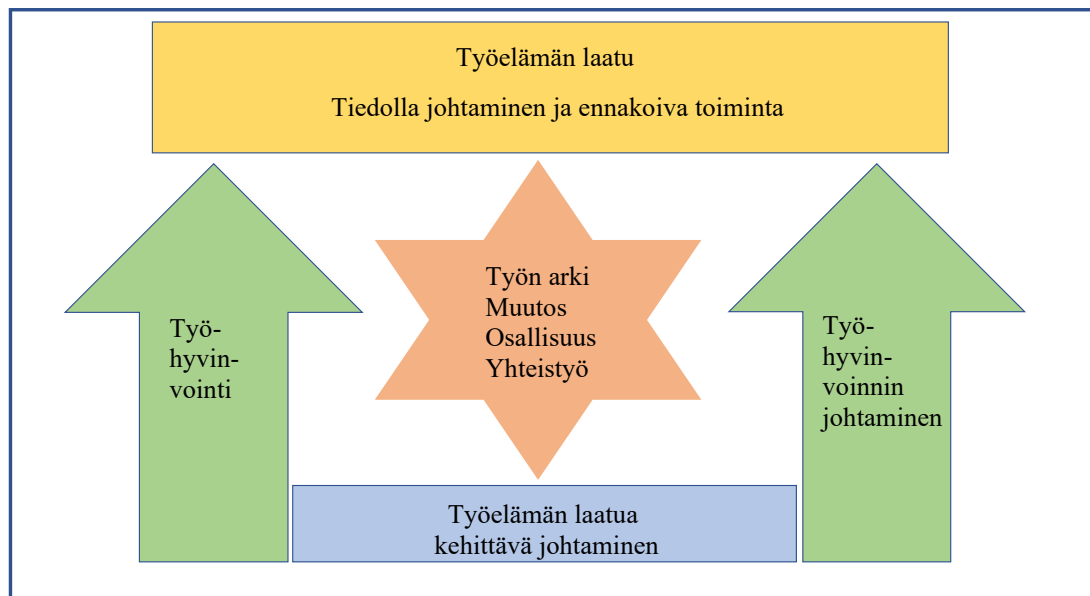 Työelämän laatu
Tiedolla johtaminen ja ennakoiva toiminta
Työn arki
Muutos
Osallisuus
Yhteistyö
Työ-
hyvin-
vointi
Työ-
hyvin-
voinnin
johtaminen
Työelämän laatua
kehittävä johtaminen